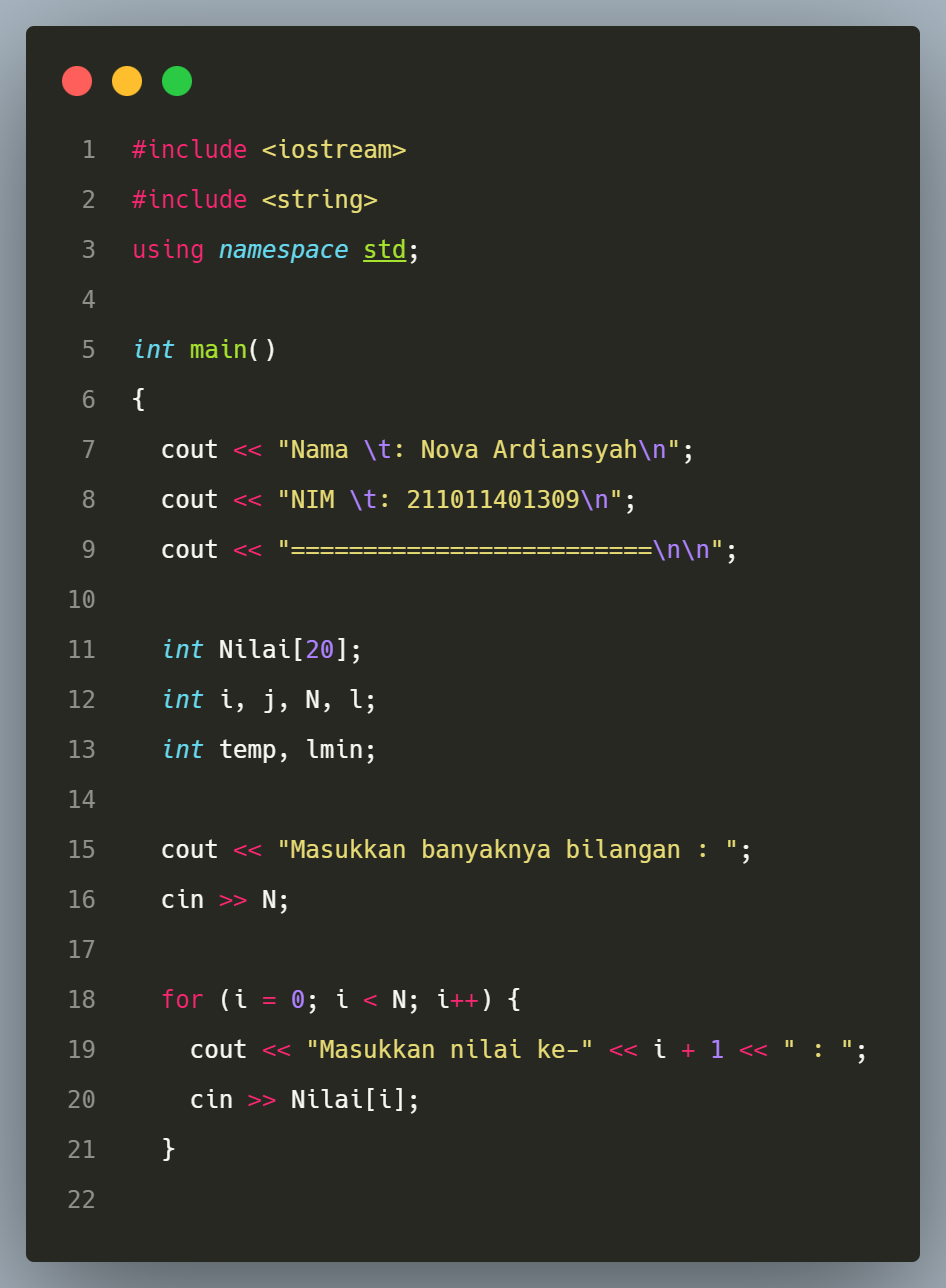 1 #include <iostream>
2 #include <string>
3 using namespace std;
4
5 int main()
6 {
7   cout << "Nama \t: Nova Ardiansyah\n";
8   cout << "NIM \t: 211011401309\n";
9   cout << "=========================\n\n";
10
11   int Nilai[20];
12   int i, j, N, l;
13   int temp, lmin;
14
15   cout << "Masukkan banyaknya bilangan : ";
16   cin >> N;
17
18   for (i = 0; i < N; i++) {
19     cout << "Masukkan nilai ke-" << i + 1 << " : ";
20     cin >> Nilai[i];
21   }
22